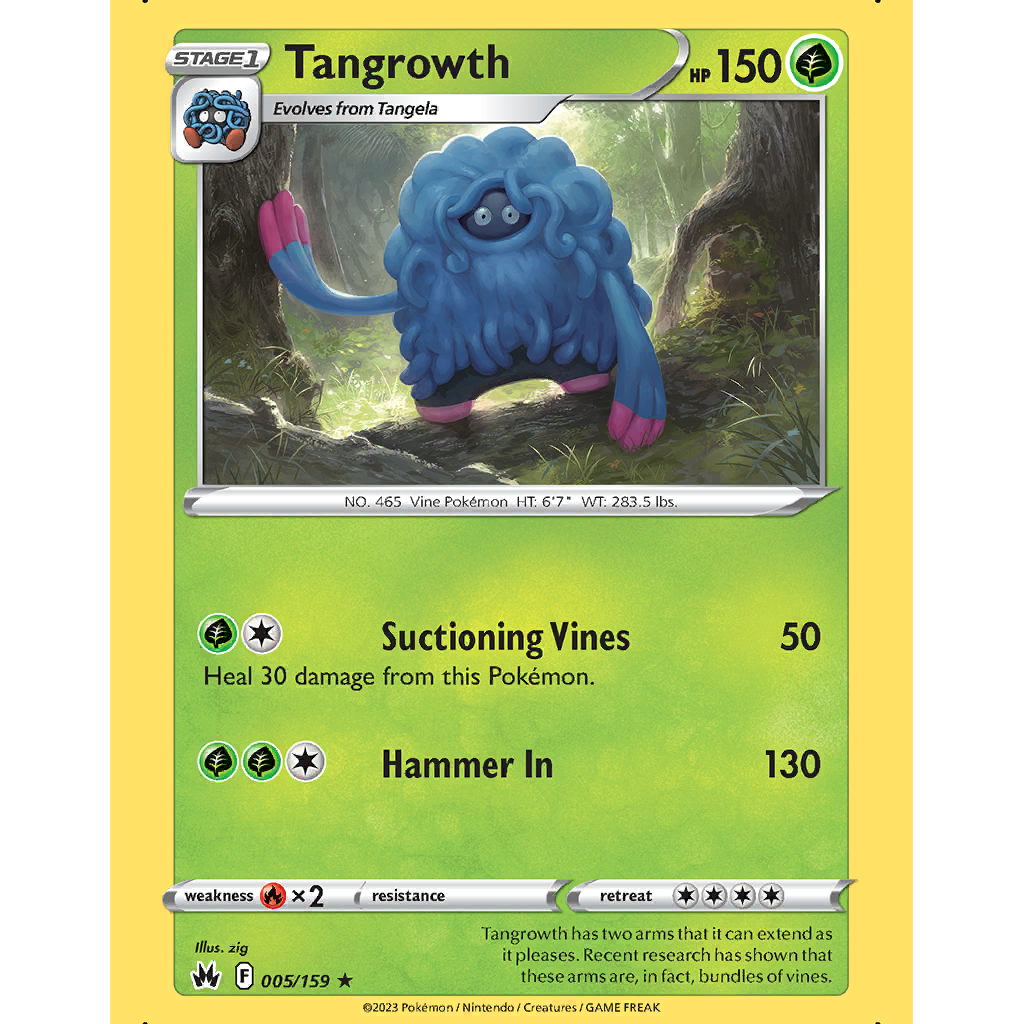 STAGE1
Tangrowth
HP 150
Evolves from Tangela
NO. 465 Vine Pokémon HT: 6'7" WT: 283.5 lbs.
Suctioning Vines 50
Heal 30 damage from this Pokémon.
Hammer In 130
weakness ×2 resistance retreat
Illus. zig
Tangrowth has two arms that it can extend as
it pleases. Recent research has shown that
these arms are, in fact, bundles of vines.
F 005/159 ★
©2023 Pokémon / Nintendo / Creatures / GAME FREAK